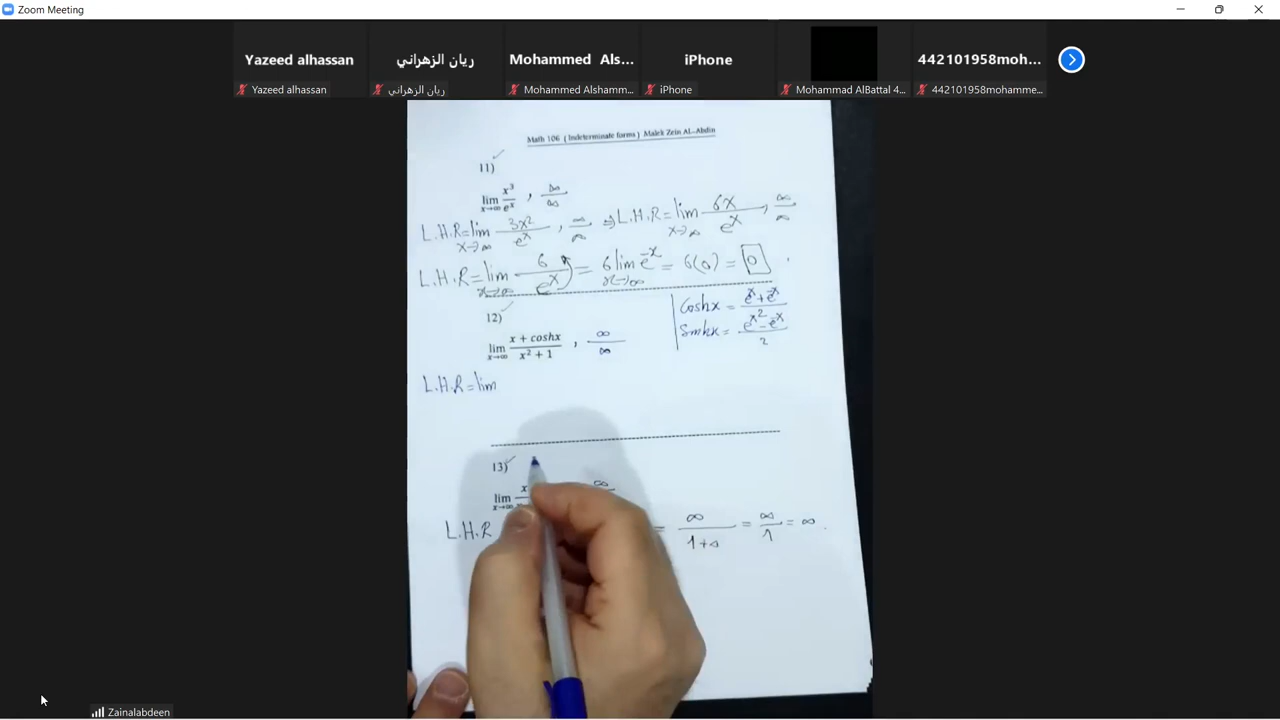 Zoom Meeting
Yazeed alhassan
ريان الزهراني
Mohammed Als...
iPhone
442101958moh...
Yazeed alhassan
ريان الزهراني
Mohammed Alshamm...
iPhone
Mohammad AlBattal 4...
442101958mohamme...
Math 106 ( Indeterminate forms ) Malek Zein AL-Abdin
11)
lim x→∞ x³/eˣ , ∞/∞
L.H.R = lim x→∞ 3x²/eˣ , ∞/∞ ⇒ L.H.R = lim x→∞ 6x/eˣ , ∞/∞
L.H.R = lim x→∞ 6/eˣ = 6 lim x→∞ e⁻ˣ = 6(0) = 0
Coshx = eˣ+e⁻ˣ/2
Sinhx = eˣ-e⁻ˣ/2
12)
lim x→∞ x + coshx/x² + 1 , ∞/∞
L.H.R = lim
13)
lim x→∞ x
∞
L.H.R
= ∞/1+0 = ∞/1 = ∞ .
Zainalabdeen